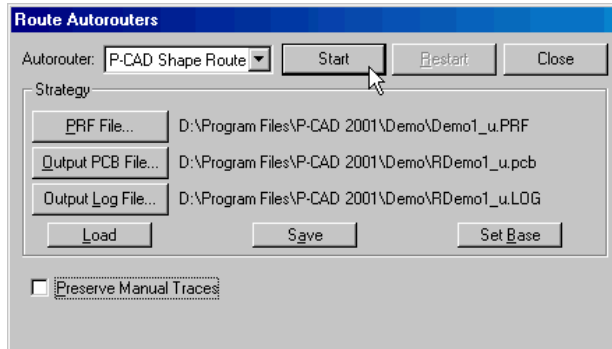 Route Autorouters
Autorouter: P-CAD Shape Route Start Restart Close
Strategy
PRF File... D:\Program Files\P-CAD 2001\Demo\Demo1_u.PRF
Output PCB File... D:\Program Files\P-CAD 2001\Demo\RDemo1_u.pcb
Output Log File... D:\Program Files\P-CAD 2001\Demo\RDemo1_u.LOG
Load Save Set Base
Preserve Manual Traces